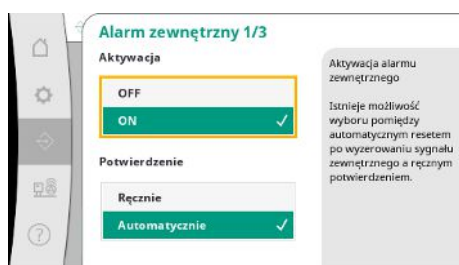 Alarm zewnętrzny 1/3
Aktywacja
OFF
ON
Potwierdzenie
Ręcznie
Automatycznie
Aktywacja alarmu
zewnętrznego
Istnieje możliwość
wyboru pomiędzy
automatycznym resetem
po wyzerowaniu sygnału
zewnętrznego a ręcznym
potwierdzeniem.
?